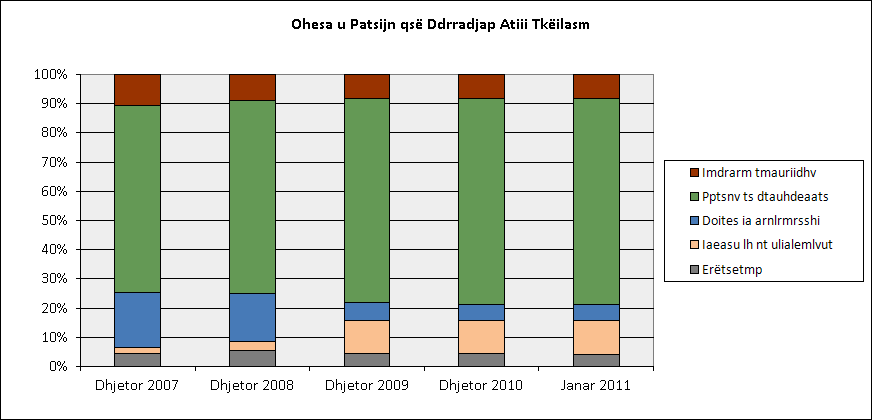 Ohesa u Patsijn qsë Ddrradjap Atiii Tkëilasm
100%
90%
80%
70%
60%
50%
40%
30%
20%
10%
0%
Dhjetor 2007 Dhjetor 2008 Dhjetor 2009 Dhjetor 2010 Janar 2011
Imdrarm tmauriidhv
Pptsnv ts dtauhdeaats
Doites ia arnlrmrsshi
Iaeasu lh nt ulialemlvut
Erëtsetmp